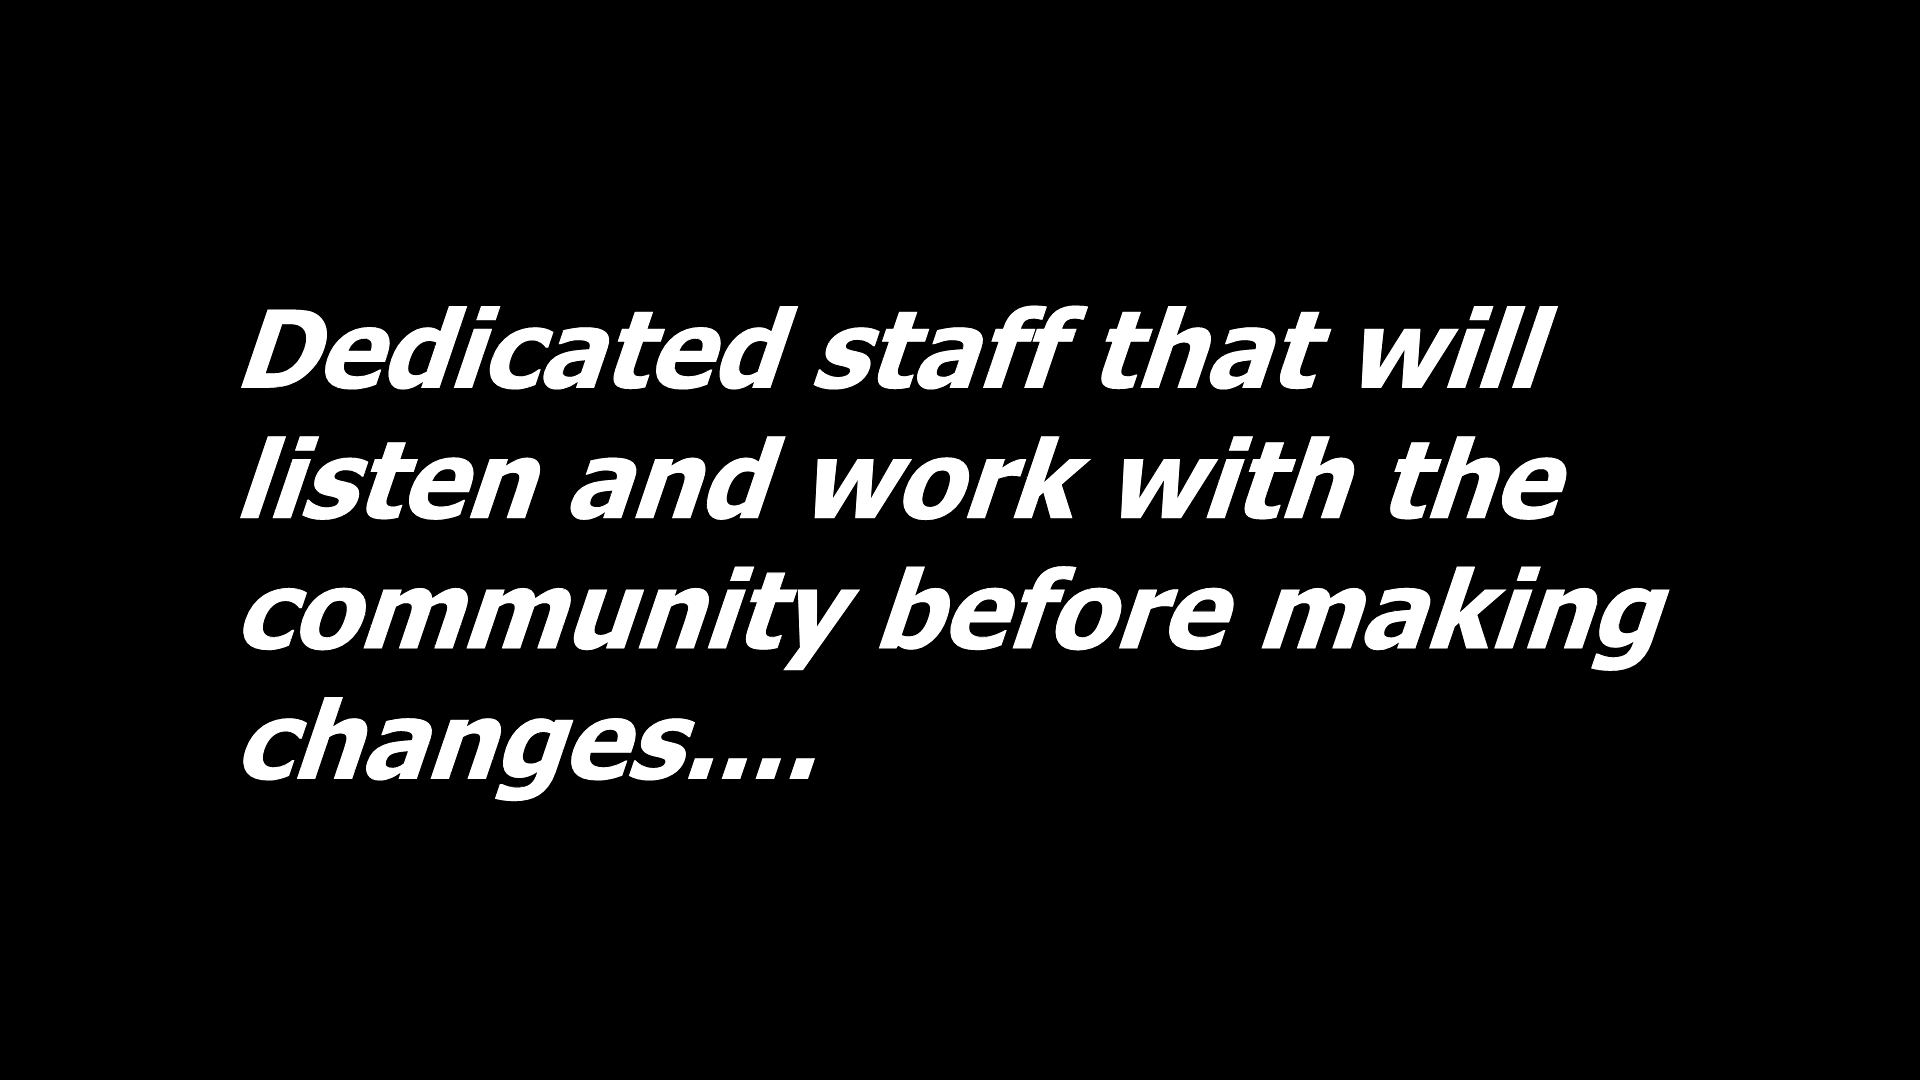 Dedicated staff that will
listen and work with the
community before making
changes....